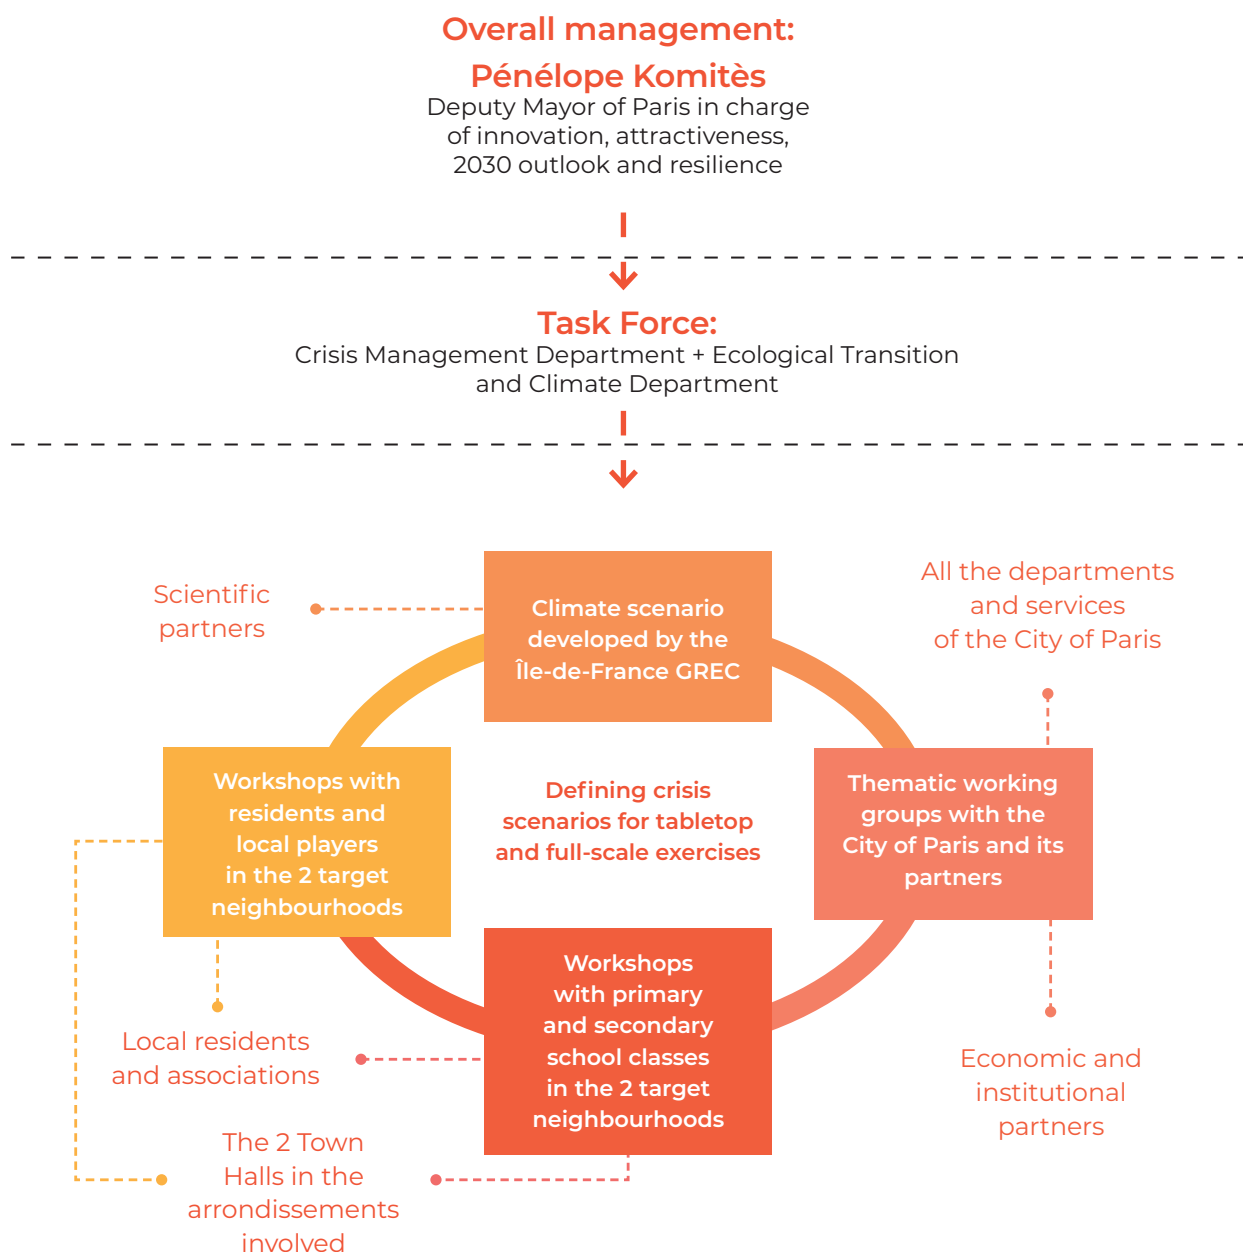 Overall management:
Pénélope Komitès
Deputy Mayor of Paris in charge
of innovation, attractiveness,
2030 outlook and resilience
Task Force:
Crisis Management Department + Ecological Transition
and Climate Department
Scientific
partners
Climate scenario
developed by the
Île-de-France GREC
All the departments
and services
of the City of Paris
Workshops with
residents and
local players
in the 2 target
neighbourhoods
Defining crisis
scenarios for tabletop
and full-scale exercises
Thematic working
groups with the
City of Paris and its
partners
Workshops
with primary
and secondary
school classes
in the 2 target
neighbourhoods
Local residents
and associations
Economic and
institutional
partners
The 2 Town
Halls in the
arrondissements
involved